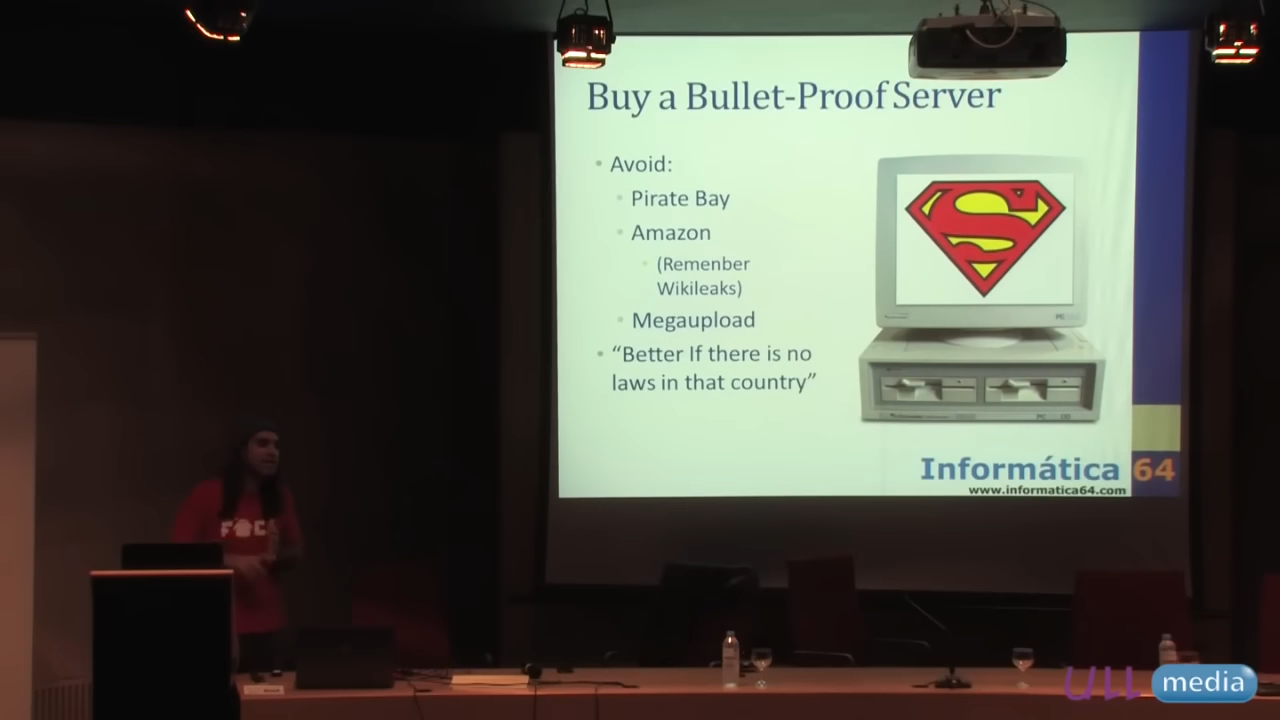 Buy a Bullet-Proof Server
• Avoid:
• Pirate Bay
• Amazon
• (Remenber
Wikileaks)
• Megaupload
• “Better If there is no
laws in that country”
S
Informática 64
www.informatica64.com
ULL media